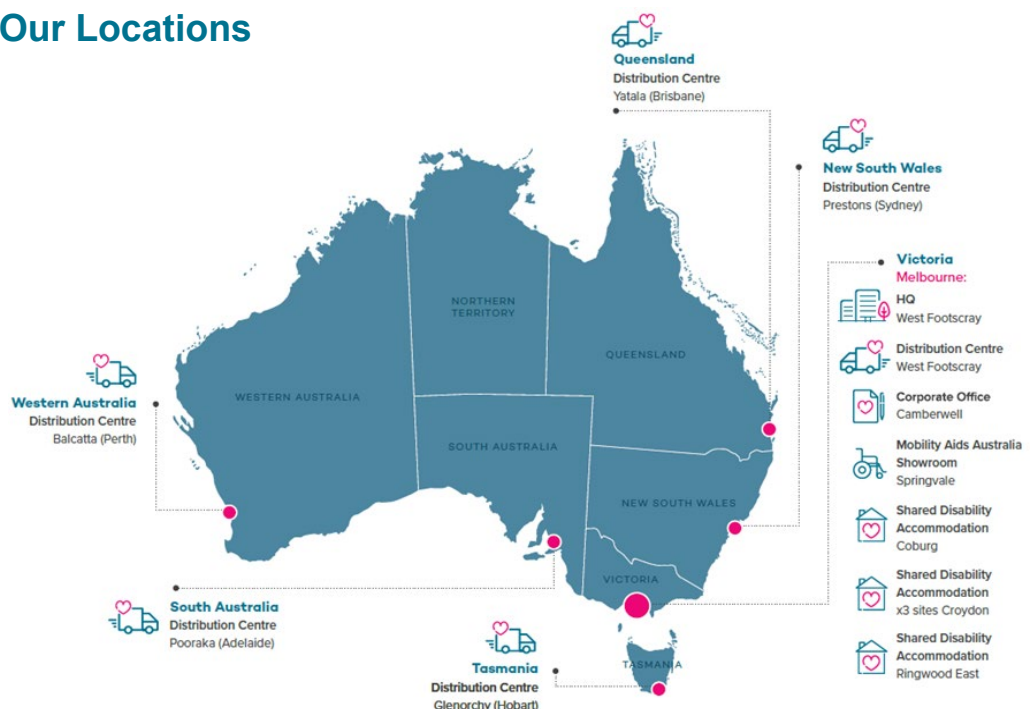 Our Locations
Queensland
Distribution Centre
Yatala (Brisbane)
New South Wales
Distribution Centre
Prestons (Sydney)
Victoria
Melbourne:
HQ
West Footscray
Distribution Centre
West Footscray
Corporate Office
Camberwell
Mobility Aids Australia
Showroom
Springvale
Shared Disability
Accommodation
Coburg
Shared Disability
Accommodation
x3 sites Croydon
Shared Disability
Accommodation
Ringwood East
NORTHERN
TERRITORY
QUEENSLAND
WESTERN AUSTRALIA
SOUTH AUSTRALIA
NEW SOUTH WALES
VICTORIA
TASMANIA
Western Australia
Distribution Centre
Balcatta (Perth)
South Australia
Distribution Centre
Pooraka (Adelaide)
Tasmania
Distribution Centre
Glenorchy (Hobart)